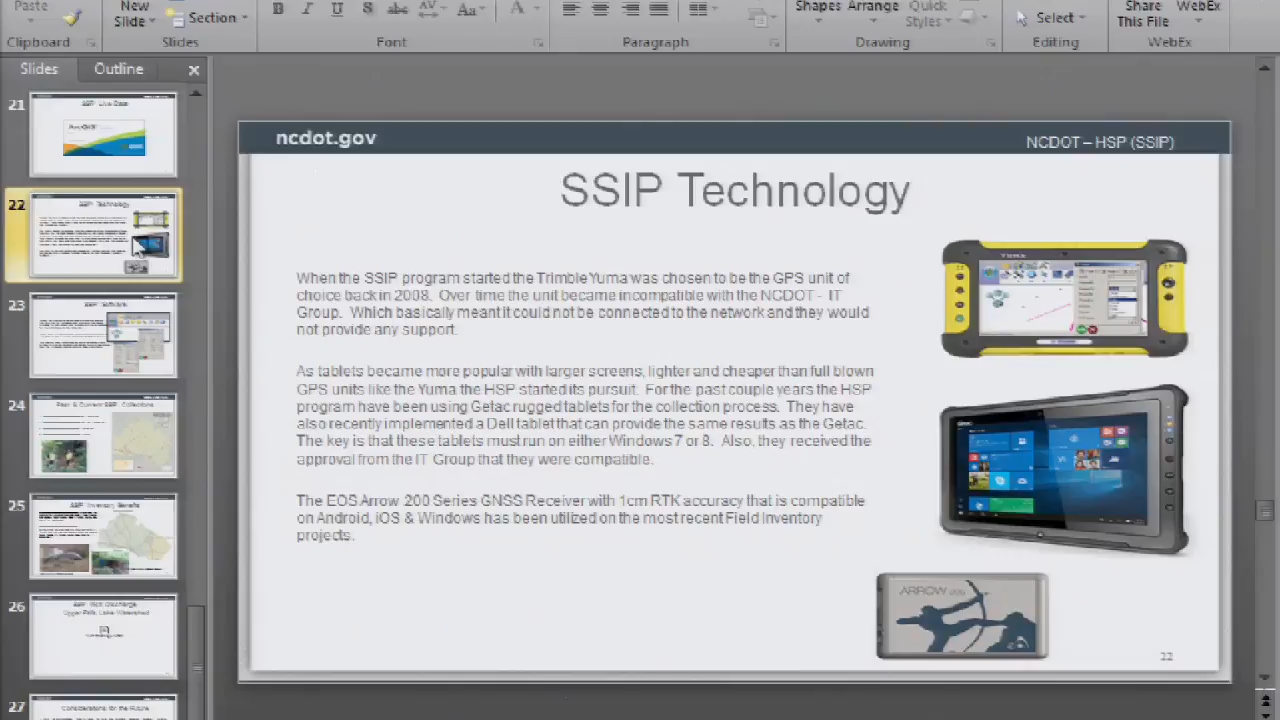 Paste
New
Slide
Section
B I U S abc AV Aa A
Shapes Arrange Quick
Styles
Select
Share
This File
WebEx
Clipboard Slides Font Paragraph Drawing Editing WebEx
Slides Outline
21
22
SSIP Technology
23
24
25
26
27
Considerations for the Future
ncdot.gov
NCDOT – HSP (SSIP)
SSIP Technology
When the SSIP program started the Trimble Yuma was chosen to be the GPS unit of
choice back in 2008. Over time the unit became incompatible with the NCDOT - IT
Group. Which basically meant it could not be connected to the network and they would
not provide any support.
As tablets became more popular with larger screens, lighter and cheaper than full blown
GPS units like the Yuma the HSP started its pursuit. For the past couple years the HSP
program have been using Getac rugged tablets for the collection process. They have
also recently implemented a Dell tablet that can provide the same results as the Getac.
The key is that these tablets must run on either Windows 7 or 8. Also, they received the
approval from the IT Group that they were compatible.
The EOS Arrow 200 Series GNSS Receiver with 1cm RTK accuracy that is compatible
on Android, iOS & Windows has been utilized on the most recent Field Inventory
projects.
ARROW 200
22